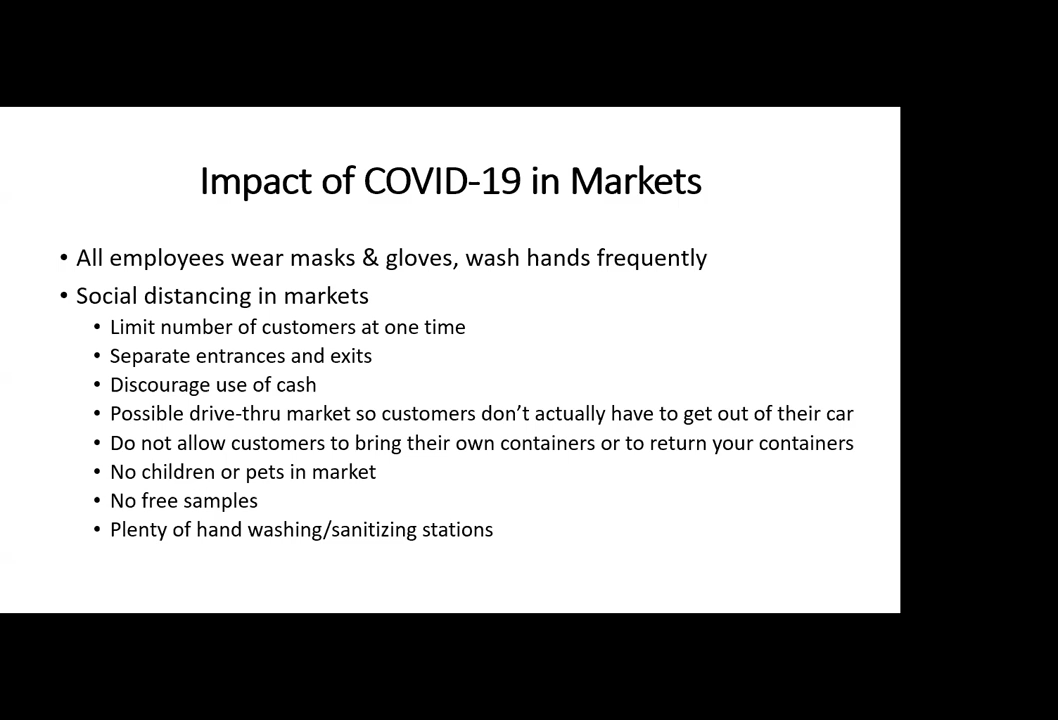 Impact of COVID-19 in Markets
• All employees wear masks & gloves, wash hands frequently
• Social distancing in markets
• Limit number of customers at one time
• Separate entrances and exits
• Discourage use of cash
• Possible drive-thru market so customers don’t actually have to get out of their car
• Do not allow customers to bring their own containers or to return your containers
• No children or pets in market
• No free samples
• Plenty of hand washing/sanitizing stations